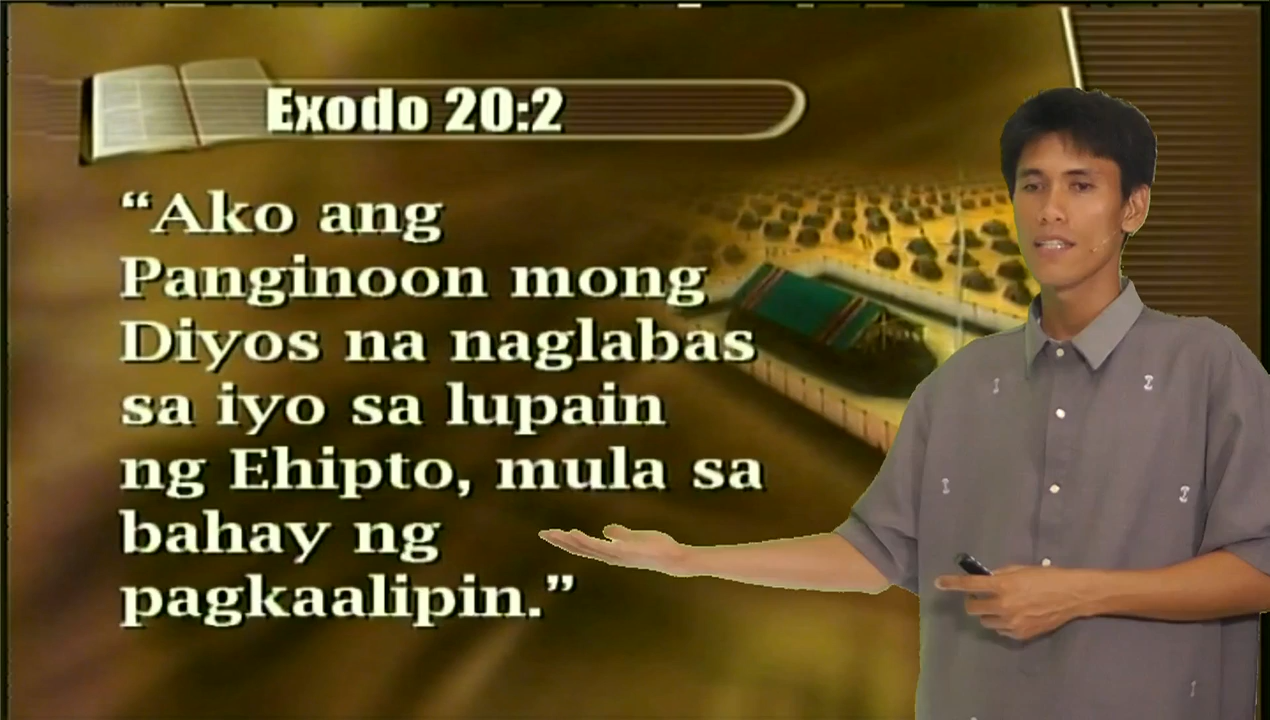 Exodo 20:2
“Ako ang
Panginoon mong
Diyos na naglabas
sa iyo sa lupain
ng Ehipto, mula sa
bahay ng
pagkaalipin.”